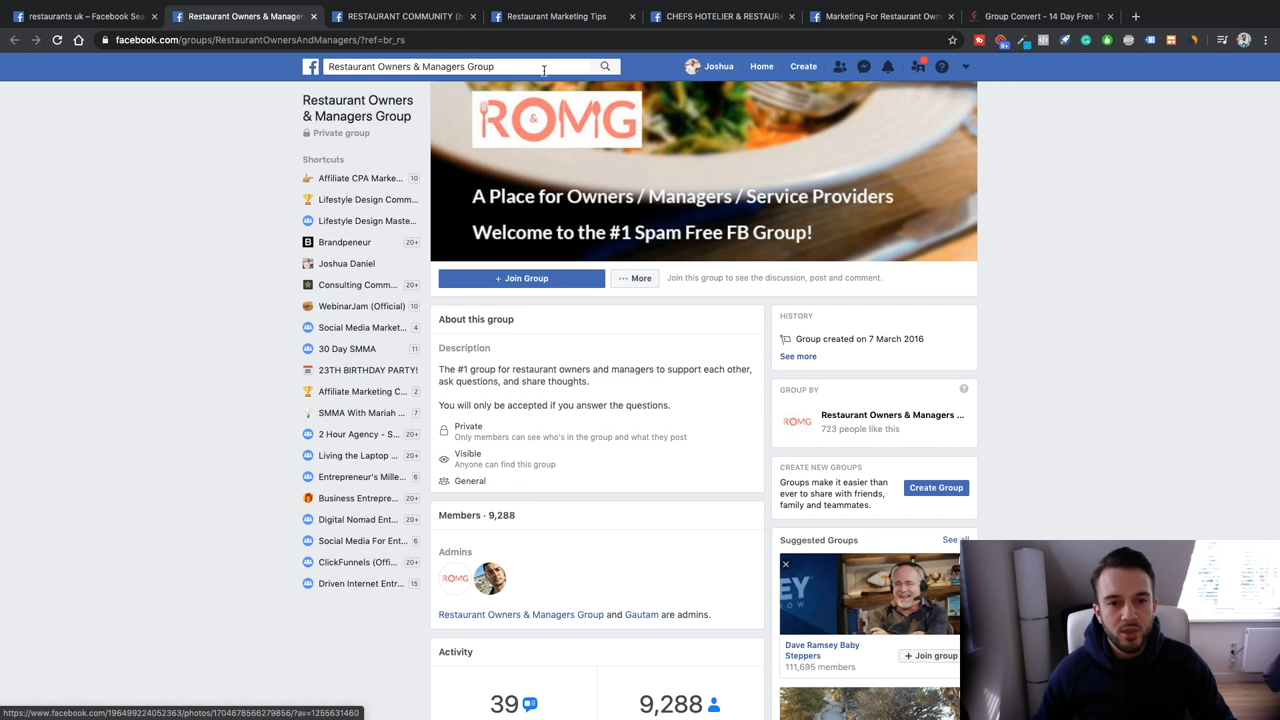 restaurants uk – Facebook Sea
Restaurant Owners & Manager
RESTAURANT COMMUNITY (b
Restaurant Marketing Tips
CHEFS HOTELIER & RESTAUR
Marketing For Restaurant Own
Group Convert - 14 Day Free T
facebook.com/groups/RestaurantOwnersAndManagers/?ref=br_rs
Restaurant Owners & Managers Group
Joshua
Home
Create
Restaurant Owners
& Managers Group
Private group
Shortcuts
Affiliate CPA Marke... 10
Lifestyle Design Comm...
Lifestyle Design Maste...
Brandpeneur 20+
Joshua Daniel
Consulting Comm... 20+
WebinarJam (Official) 10
Social Media Market... 4
30 Day SMMA 11
23TH BIRTHDAY PARTY!
Affiliate Marketing C... 2
SMMA With Mariah ... 7
2 Hour Agency - S... 20+
Living the Laptop ... 20+
Entrepreneur's Mille... 6
Business Entrepre... 20+
Digital Nomad Ent... 20+
Social Media For Ent... 6
ClickFunnels (Offi... 20+
Driven Internet Entr... 15
RO&MG
A Place for Owners / Managers / Service Providers
Welcome to the #1 Spam Free FB Group!
+ Join Group
··· More
Join this group to see the discussion, post and comment.
About this group
Description
The #1 group for restaurant owners and managers to support each other,
ask questions, and share thoughts.
You will only be accepted if you answer the questions.
Private
Only members can see who's in the group and what they post
Visible
Anyone can find this group
General
Members · 9,288
Admins
ROMG
Restaurant Owners & Managers Group and Gautam are admins.
Activity
39
9,288
HISTORY
Group created on 7 March 2016
See more
GROUP BY
ROMG
Restaurant Owners & Managers ...
723 people like this
CREATE NEW GROUPS
Groups make it easier than
ever to share with friends,
family and teammates.
Create Group
Suggested Groups
See all
Dave Ramsey Baby
Steppers
111,695 members
+ Join group
https://www.facebook.com/196499224052363/photos/1704678566279856/?av=1255631460